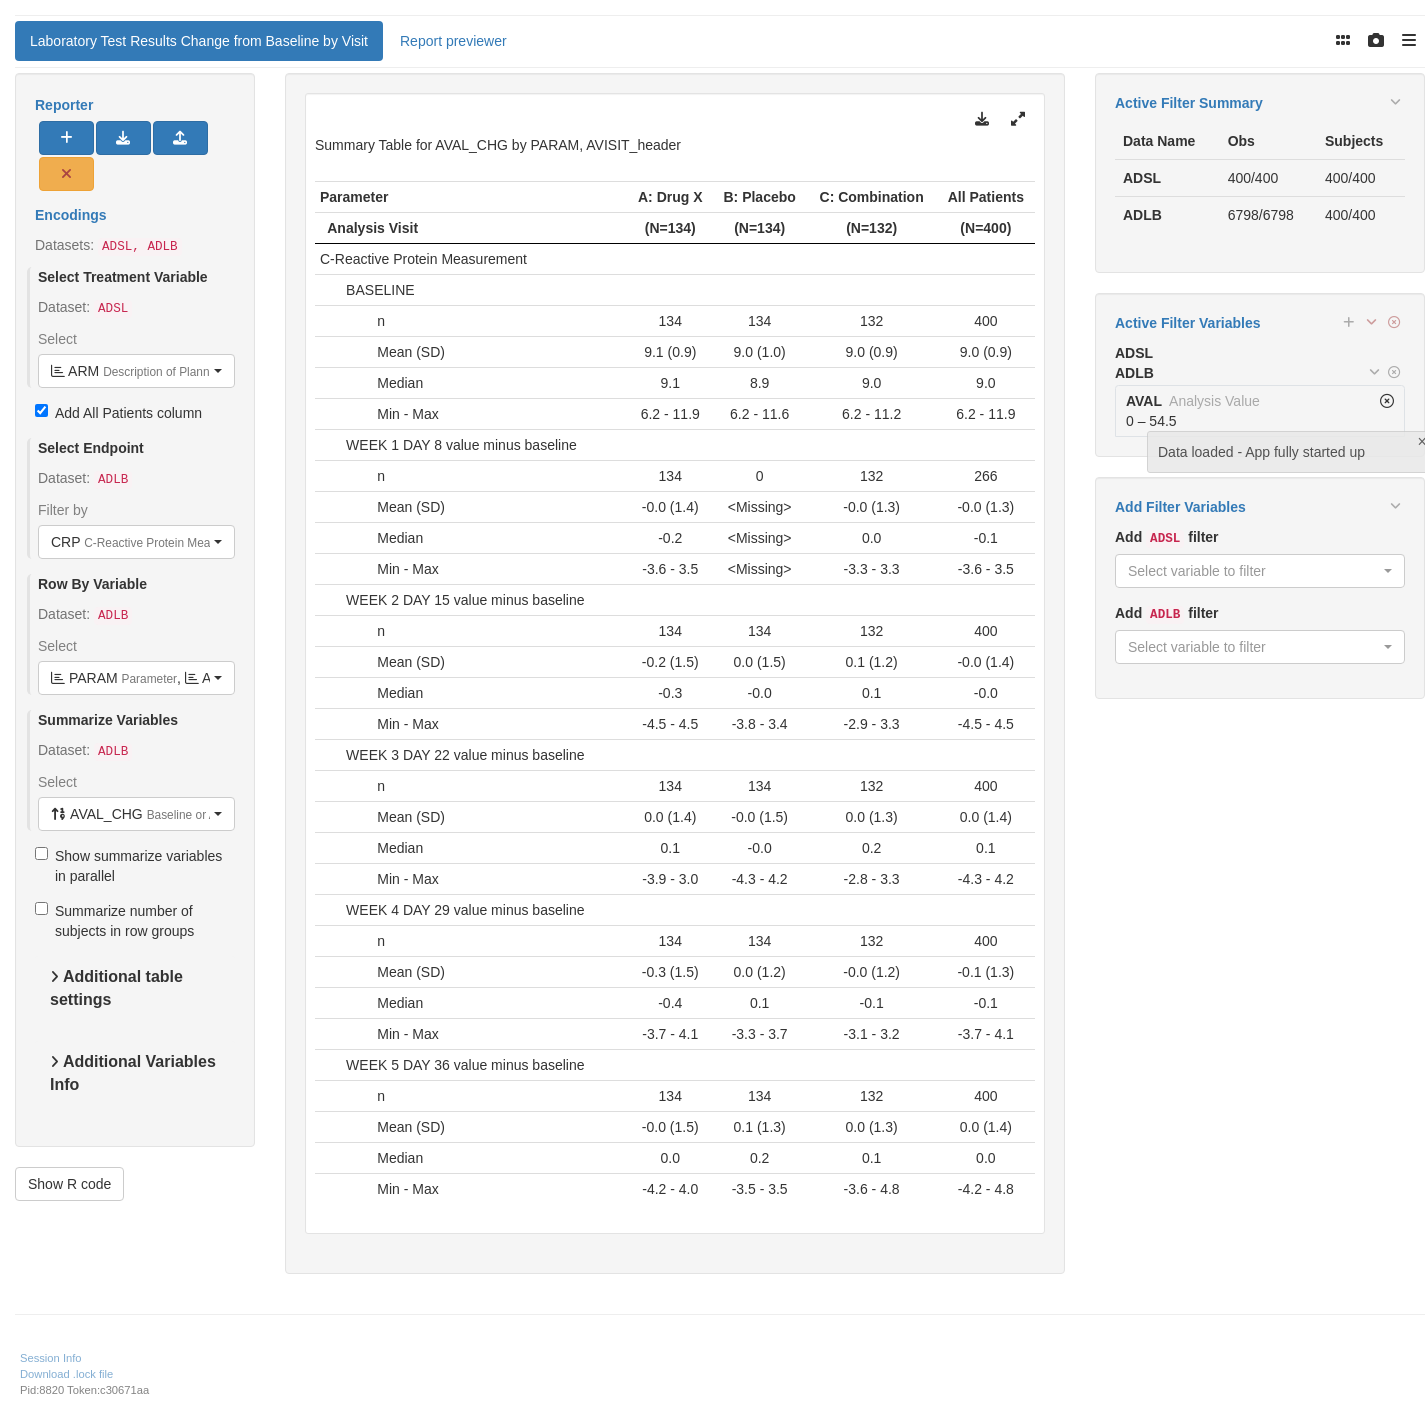 Laboratory Test Results Change from Baseline by Visit Report previewer
Reporter
Encodings
Datasets: ADSL, ADLB
Select Treatment Variable
Dataset: ADSL
Select
ARM Description of Plann
Add All Patients column
Select Endpoint
Dataset: ADLB
Filter by
CRP C-Reactive Protein Mea
Row By Variable
Dataset: ADLB
Select
PARAM Parameter, A
Summarize Variables
Dataset: ADLB
Select
AVAL_CHG Baseline or
Show summarize variables
in parallel
Summarize number of
subjects in row groups
Additional table
settings
Additional Variables
Info
Show R code
Summary Table for AVAL_CHG by PARAM, AVISIT_header
Parameter A: Drug X B: Placebo C: Combination All Patients
Analysis Visit (N=134) (N=134) (N=132) (N=400)
C-Reactive Protein Measurement
BASELINE
n 134 134 132 400
Mean (SD) 9.1 (0.9) 9.0 (1.0) 9.0 (0.9) 9.0 (0.9)
Median 9.1 8.9 9.0 9.0
Min - Max 6.2 - 11.9 6.2 - 11.6 6.2 - 11.2 6.2 - 11.9
WEEK 1 DAY 8 value minus baseline
n 134 0 132 266
Mean (SD) -0.0 (1.4) <Missing> -0.0 (1.3) -0.0 (1.3)
Median -0.2 <Missing> 0.0 -0.1
Min - Max -3.6 - 3.5 <Missing> -3.3 - 3.3 -3.6 - 3.5
WEEK 2 DAY 15 value minus baseline
n 134 134 132 400
Mean (SD) -0.2 (1.5) 0.0 (1.5) 0.1 (1.2) -0.0 (1.4)
Median -0.3 -0.0 0.1 -0.0
Min - Max -4.5 - 4.5 -3.8 - 3.4 -2.9 - 3.3 -4.5 - 4.5
WEEK 3 DAY 22 value minus baseline
n 134 134 132 400
Mean (SD) 0.0 (1.4) -0.0 (1.5) 0.0 (1.3) 0.0 (1.4)
Median 0.1 -0.0 0.2 0.1
Min - Max -3.9 - 3.0 -4.3 - 4.2 -2.8 - 3.3 -4.3 - 4.2
WEEK 4 DAY 29 value minus baseline
n 134 134 132 400
Mean (SD) -0.3 (1.5) 0.0 (1.2) -0.0 (1.2) -0.1 (1.3)
Median -0.4 0.1 -0.1 -0.1
Min - Max -3.7 - 4.1 -3.3 - 3.7 -3.1 - 3.2 -3.7 - 4.1
WEEK 5 DAY 36 value minus baseline
n 134 134 132 400
Mean (SD) -0.0 (1.5) 0.1 (1.3) 0.0 (1.3) 0.0 (1.4)
Median 0.0 0.2 0.1 0.0
Min - Max -4.2 - 4.0 -3.5 - 3.5 -3.6 - 4.8 -4.2 - 4.8
Active Filter Summary
Data Name Obs Subjects
ADSL 400/400 400/400
ADLB 6798/6798 400/400
Active Filter Variables
ADSL
ADLB
AVAL Analysis Value
0 – 54.5
Data loaded - App fully started up
Add Filter Variables
Add ADSL filter
Select variable to filter
Add ADLB filter
Select variable to filter
Session Info
Download .lock file
Pid:8820 Token:c30671aa